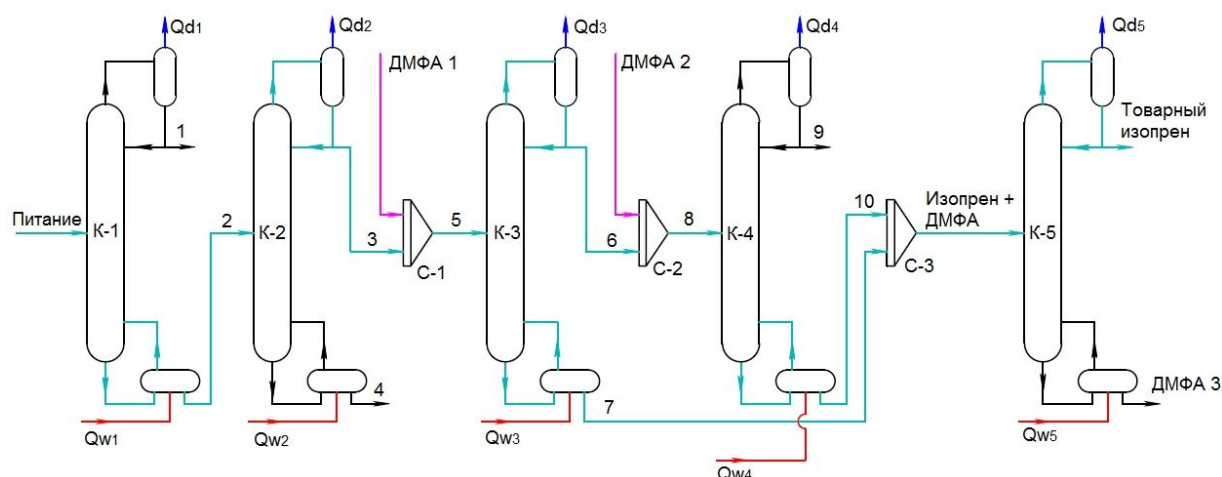 Qd1
Qd2
Qd3
Qd4
Qd5
ДМФА 1
ДМФА 2
1
9
Товарный
изопрен
Питание
К-1
2
К-2
3
С-1
5
К-3
6
С-2
8
К-4
10
С-3
Изопрен +
ДМФА
К-5
4
7
ДМФА 3
Qw1
Qw2
Qw3
Qw4
Qw5